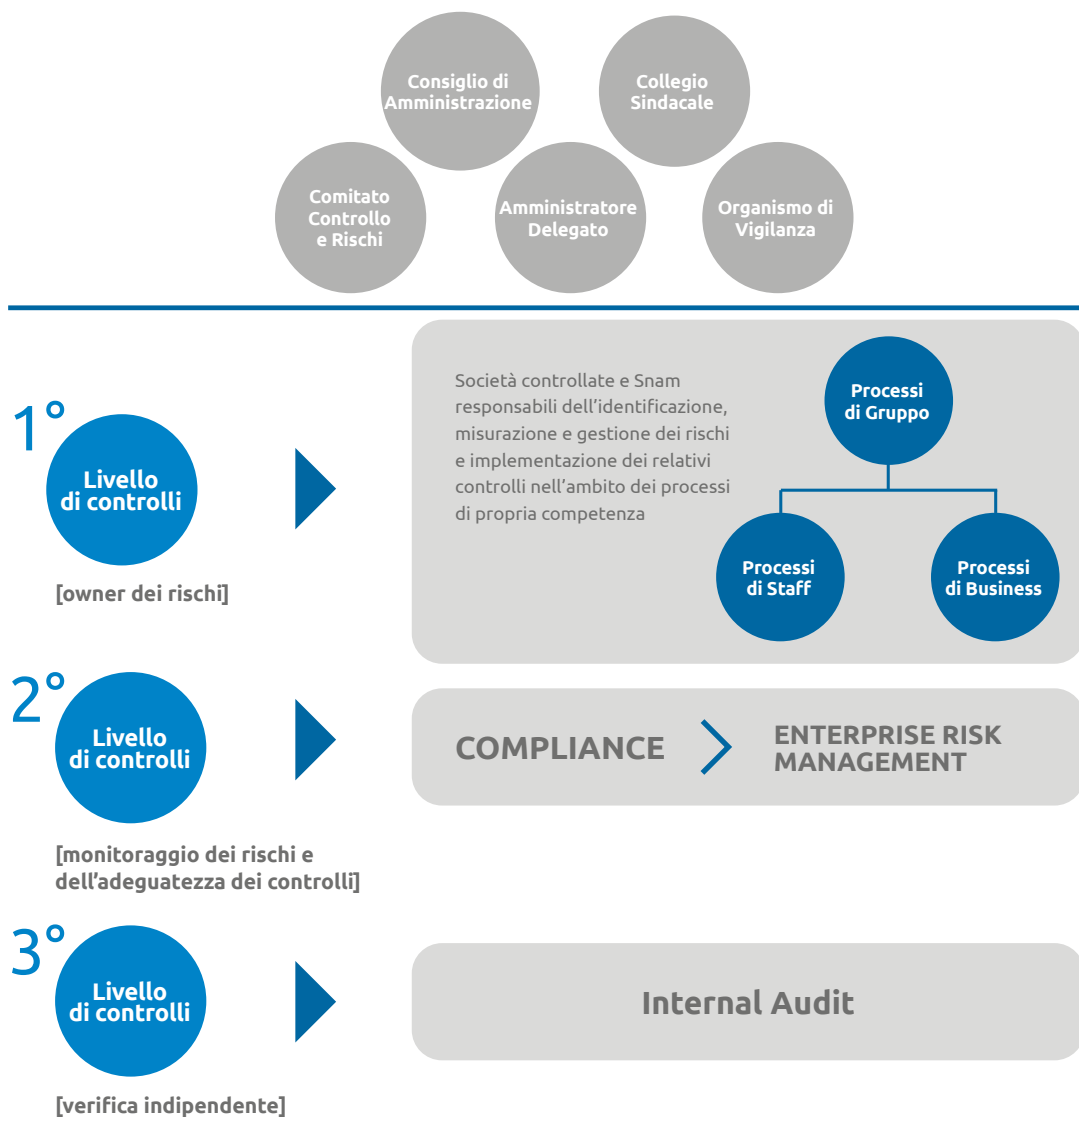 Consiglio di
Amministrazione
Collegio
Sindacale
Comitato
Controllo
e Rischi
Amministratore
Delegato
Organismo di
Vigilanza
1°
Livello
di controlli
[owner dei rischi]
Società controllate e Snam
responsabili dell’identificazione,
misurazione e gestione dei rischi
e implementazione dei relativi
controlli nell’ambito dei processi
di propria competenza
Processi
di Gruppo
Processi
di Staff
Processi
di Business
2°
Livello
di controlli
[monitoraggio dei rischi e
dell’adeguatezza dei controlli]
COMPLIANCE
ENTERPRISE RISK
MANAGEMENT
3°
Livello
di controlli
[verifica indipendente]
Internal Audit